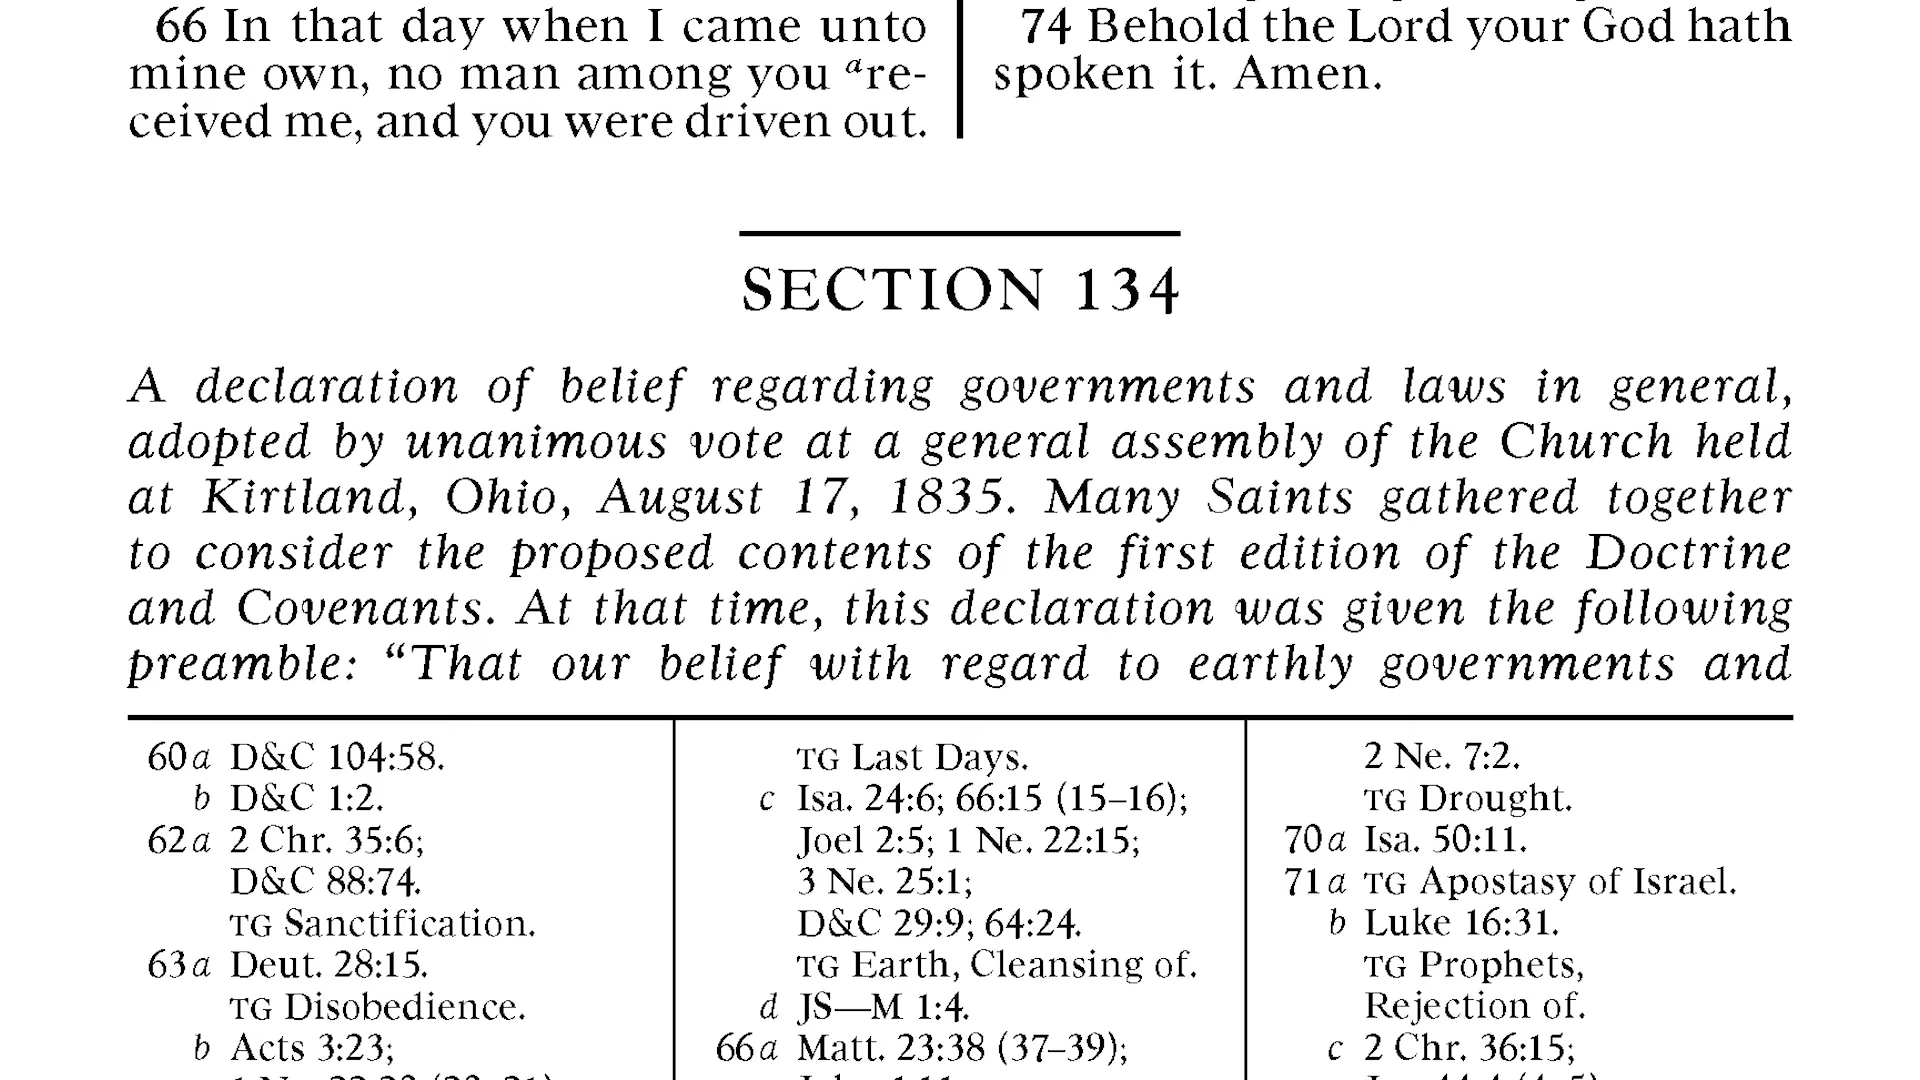 66 In that day when I came unto
mine own, no man among you a re-
ceived me, and you were driven out.
74 Behold the Lord your God hath
spoken it. Amen.
SECTION 134
A declaration of belief regarding governments and laws in general,
adopted by unanimous vote at a general assembly of the Church held
at Kirtland, Ohio, August 17, 1835. Many Saints gathered together
to consider the proposed contents of the first edition of the Doctrine
and Covenants. At that time, this declaration was given the following
preamble: “That our belief with regard to earthly governments and
60a D&C 104:58.
b D&C 1:2.
62a 2 Chr. 35:6;
D&C 88:74.
TG Sanctification.
63a Deut. 28:15.
TG Disobedience.
b Acts 3:23;
TG Last Days.
c Isa. 24:6; 66:15 (15–16);
Joel 2:5; 1 Ne. 22:15;
3 Ne. 25:1;
D&C 29:9; 64:24.
TG Earth, Cleansing of.
d JS—M 1:4.
66a Matt. 23:38 (37–39);
2 Ne. 7:2.
TG Drought.
70a Isa. 50:11.
71a TG Apostasy of Israel.
b Luke 16:31.
TG Prophets,
Rejection of.
c 2 Chr. 36:15;